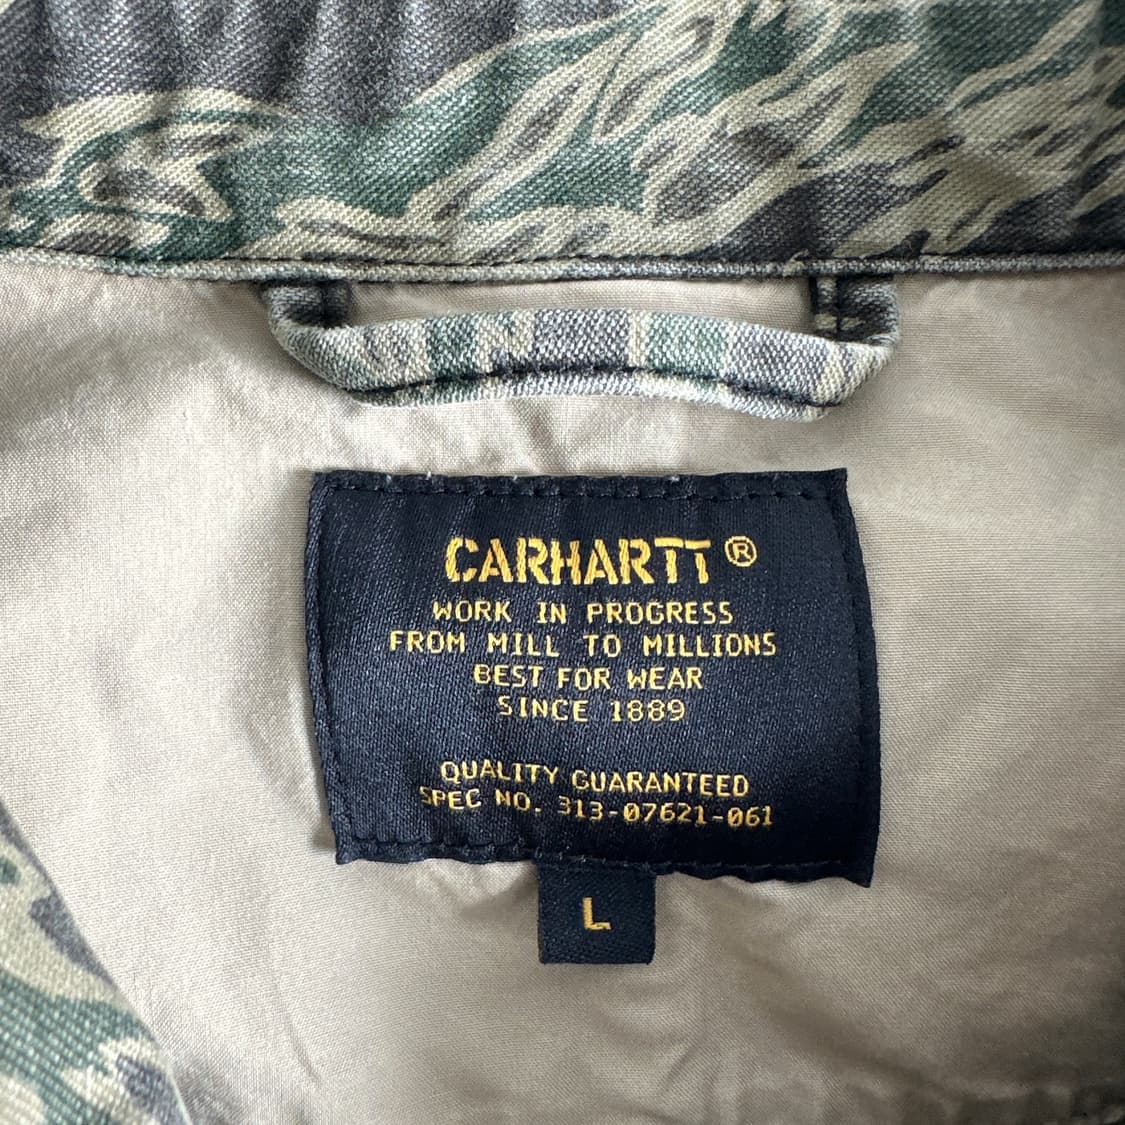 CARHARTT®
WORK IN PROGRESS
FROM MILL TO MILLIONS
BEST FOR WEAR
SINCE 1889
QUALITY GUARANTEED
SPEC NO. 313-07621-061
L